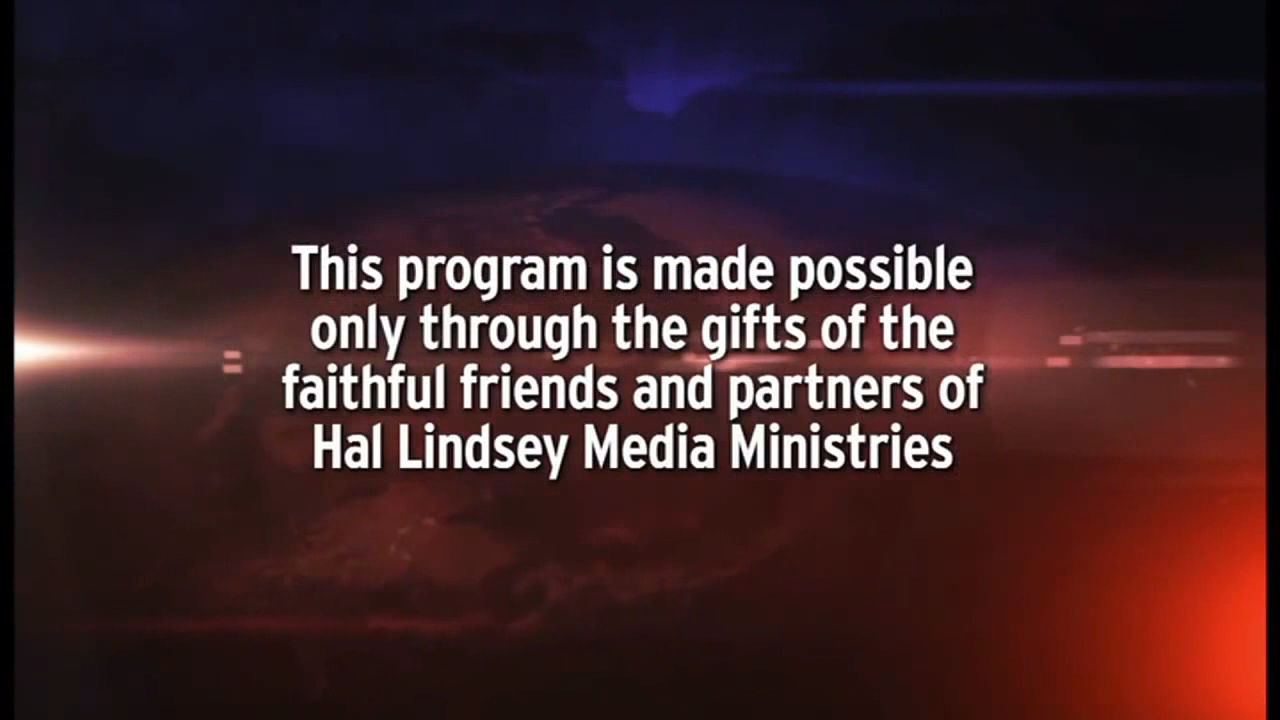 This program is made possible
only through the gifts of the
faithful friends and partners of
Hal Lindsey Media Ministries